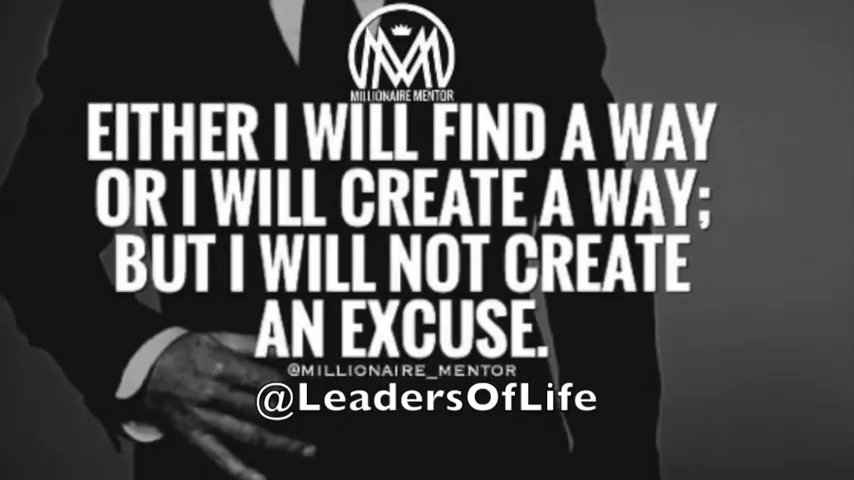 MILLIONAIRE MENTOR
EITHER I WILL FIND A WAY
OR I WILL CREATE A WAY;
BUT I WILL NOT CREATE
AN EXCUSE.
@MILLIONAIRE_MENTOR
@LeadersOfLife